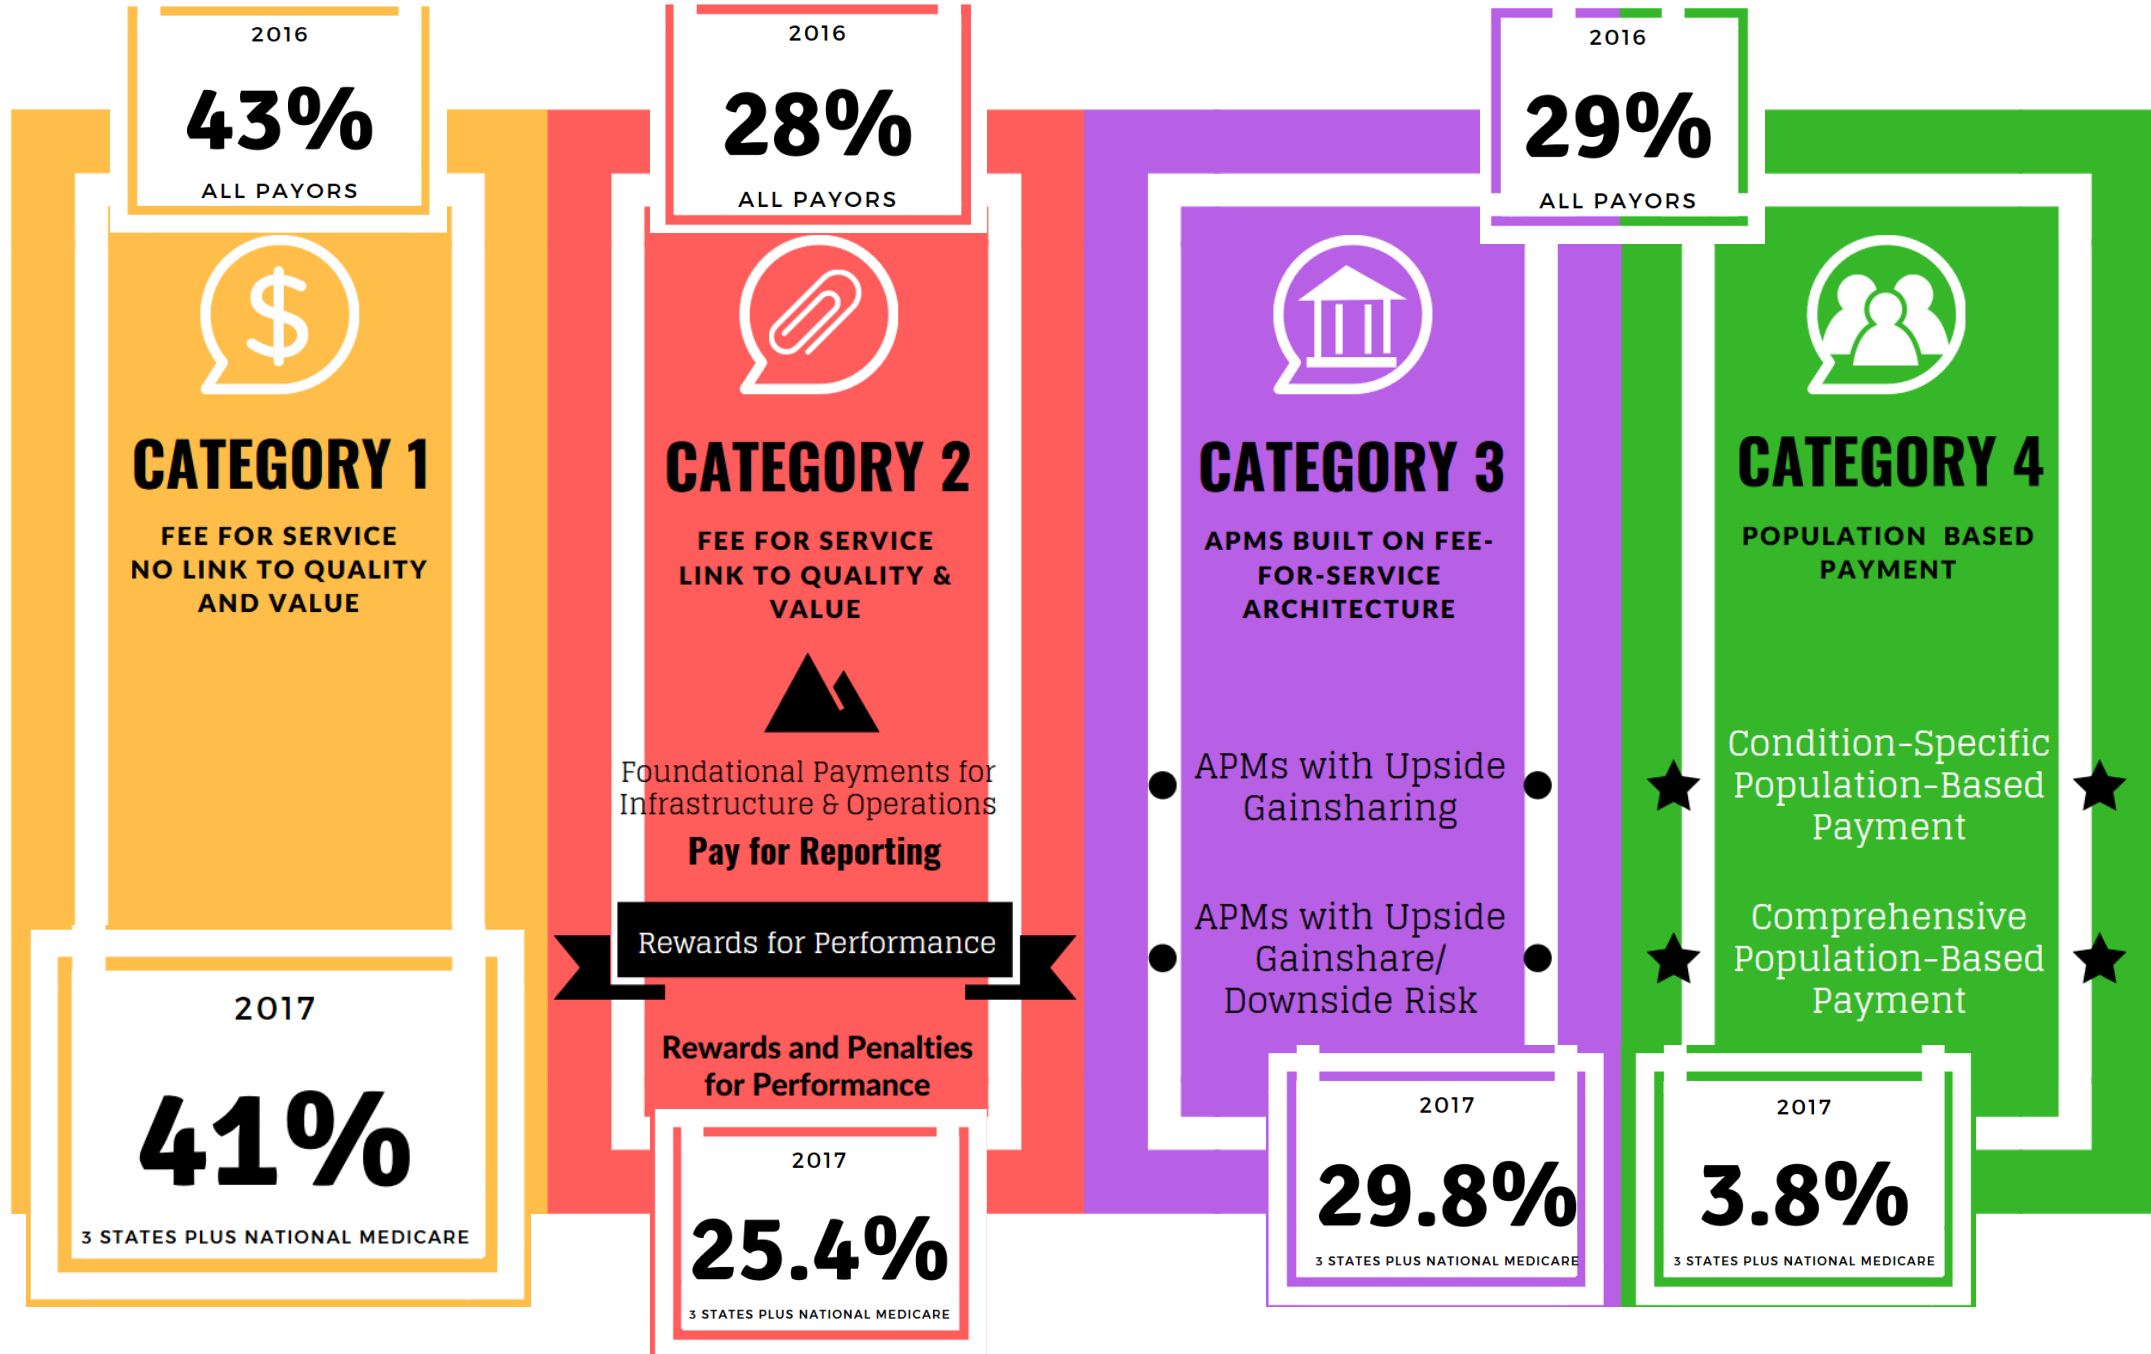 2016
43%
ALL PAYORS
$
CATEGORY 1
FEE FOR SERVICE
NO LINK TO QUALITY
AND VALUE
2017
41%
3 STATES PLUS NATIONAL MEDICARE
2016
28%
ALL PAYORS
CATEGORY 2
FEE FOR SERVICE
LINK TO QUALITY &
VALUE
Foundational Payments for
Infrastructure & Operations
Pay for Reporting
Rewards for Performance
Rewards and Penalties
for Performance
2017
25.4%
3 STATES PLUS NATIONAL MEDICARE
2016
29%
ALL PAYORS
CATEGORY 3
APMS BUILT ON FEE-
FOR-SERVICE
ARCHITECTURE
APMs with Upside
Gainsharing
APMs with Upside
Gainshare/
Downside Risk
2017
29.8%
3 STATES PLUS NATIONAL MEDICARE
CATEGORY 4
POPULATION BASED
PAYMENT
Condition-Specific
Population-Based
Payment
Comprehensive
Population-Based
Payment
2017
3.8%
3 STATES PLUS NATIONAL MEDICARE